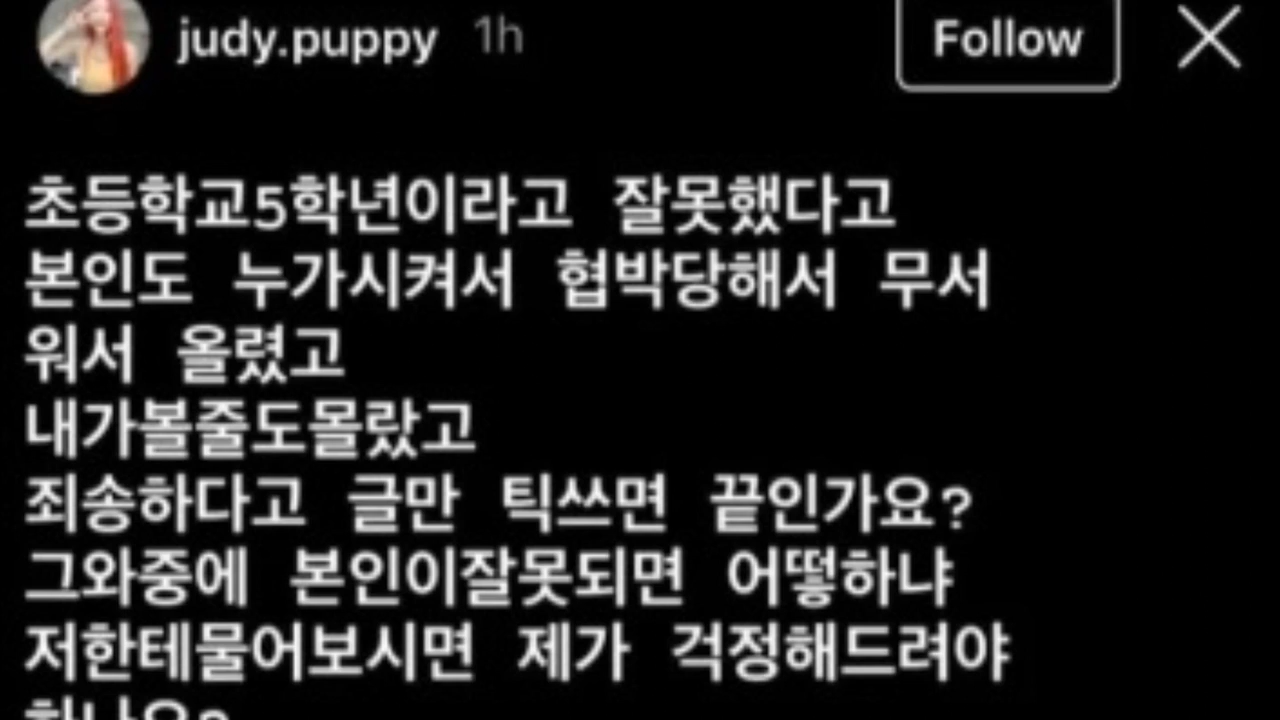 judy.puppy 1h Follow
초등학교5학년이라고 잘못했다고
본인도 누가시켜서 협박당해서 무서
워서 올렸고
내가볼줄도몰랐고
죄송하다고 글만 틱쓰면 끝인가요?
그와중에 본인이잘못되면 어떻하냐
저한테물어보시면 제가 걱정해드려야